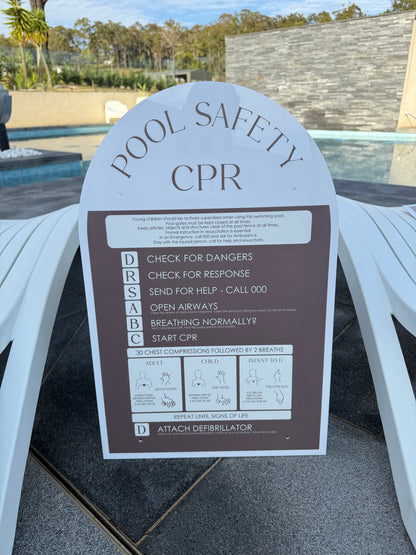 POOL SAFETY
CPR
Young children should be actively supervised when using this swimming pool.
Pool gates must be kept closed at all times.
Keep articles, objects and structures clear of the pool fence at all times.
Formal instruction in resuscitation is essential.
In an Emergency, call 000 and ask for Ambulance.
Stay with the injured person, call for help and resuscitate.
D CHECK FOR DANGERS
R CHECK FOR RESPONSE
S SEND FOR HELP - CALL 000
A OPEN AIRWAYS
B BREATHING NORMALLY?
C START CPR
30 CHEST COMPRESSIONS FOLLOWED BY 2 BREATHS
ADULT
CHILD
INFANT TO 1
REPEAT UNTIL SIGNS OF LIFE
D ATTACH DEFIBRILLATOR